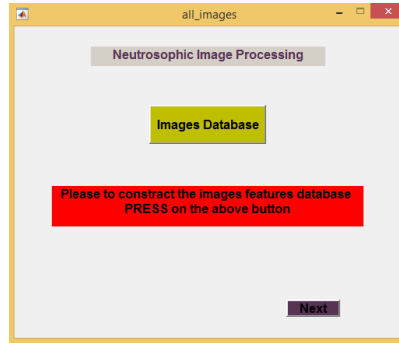 all_images
Neutrosophic Image Processing
Images Database
Please to constract the images features database
PRESS on the above button
Next